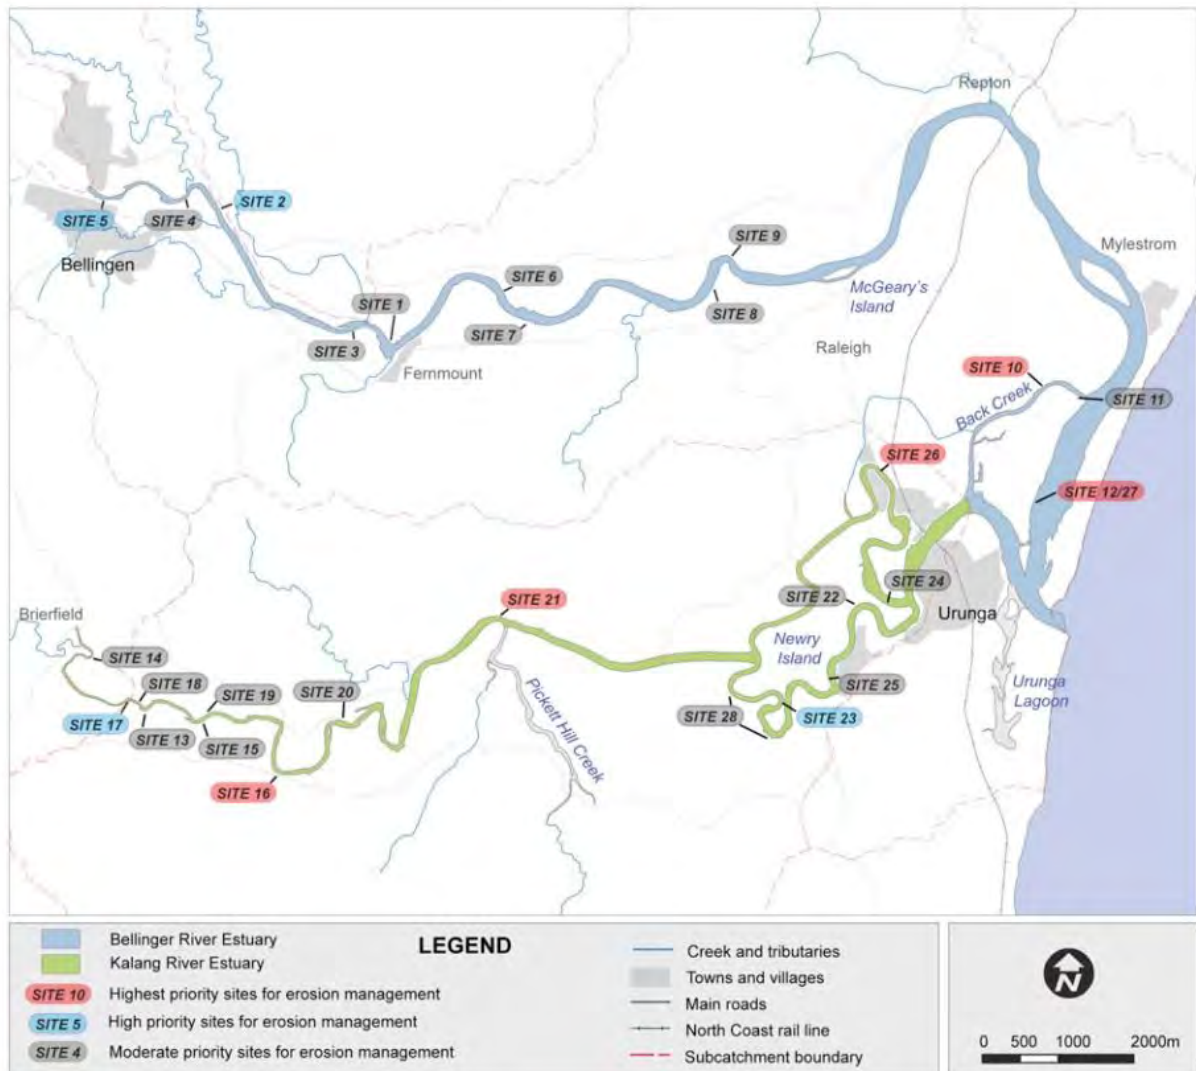 Repton
Mylestrom
SITE 5
SITE 4
SITE 2
Bellingen
SITE 9
SITE 6
SITE 1
McGeary's
Island
SITE 8
SITE 7
SITE 3
Raleigh
Fernmount
SITE 10
Back Creek
SITE 11
SITE 26
SITE 12/27
SITE 24
SITE 22
SITE 21
Urunga
Brierfield
Newry
Island
SITE 14
SITE 18
SITE 19
SITE 20
SITE 25
Urunga
Lagoon
SITE 17
SITE 13
SITE 15
SITE 28
SITE 23
Pickett Hill Creek
SITE 16
LEGEND
Bellinger River Estuary
Kalang River Estuary
SITE 10 Highest priority sites for erosion management
SITE 5 High priority sites for erosion management
SITE 4 Moderate priority sites for erosion management
Creek and tributaries
Towns and villages
Main roads
North Coast rail line
Subcatchment boundary
N
0 500 1000 2000m